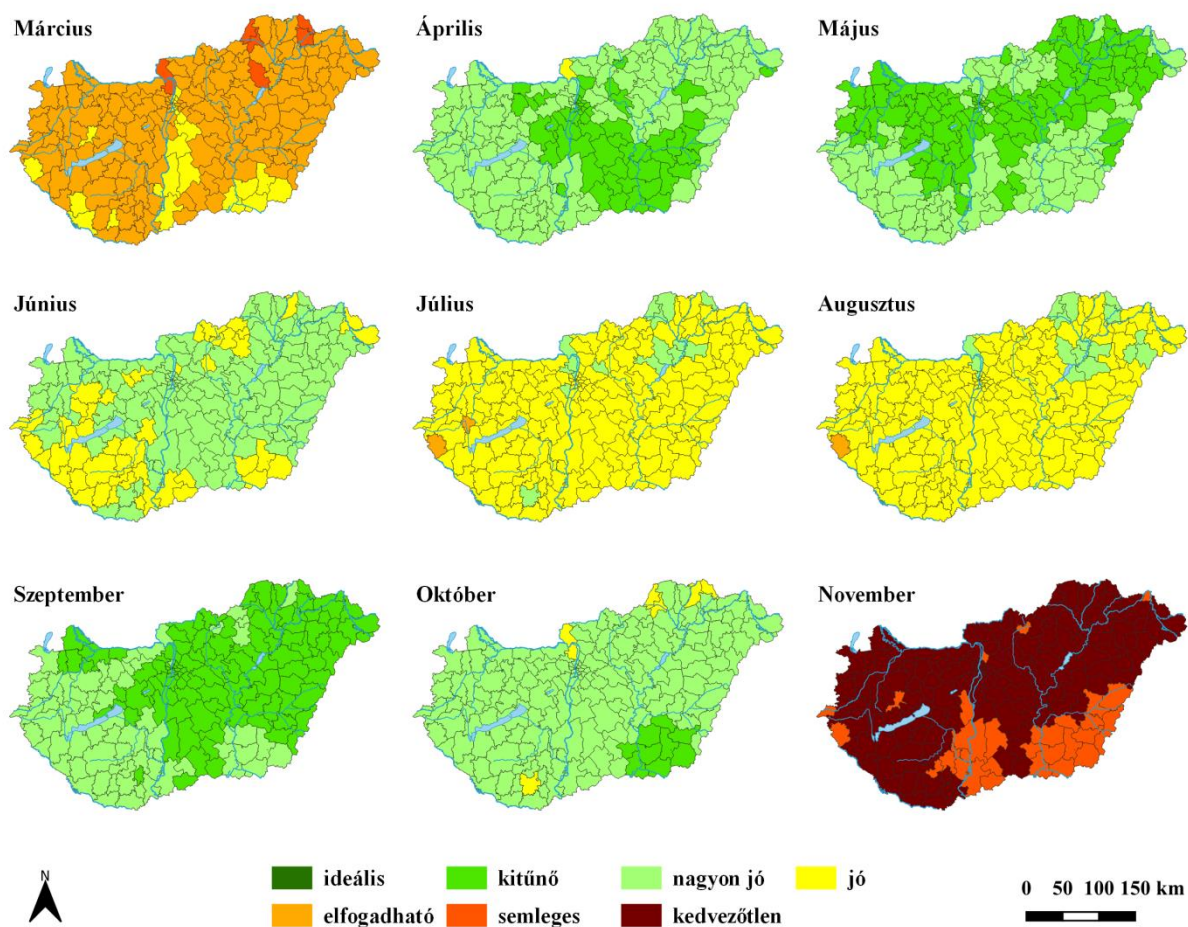 Március
Április
Május
Június
Július
Augusztus
Szeptember
Október
November
N
ideális
kitűnő
nagyon jó
jó
elfogadható
semleges
kedvezőtlen
0 50 100 150 km